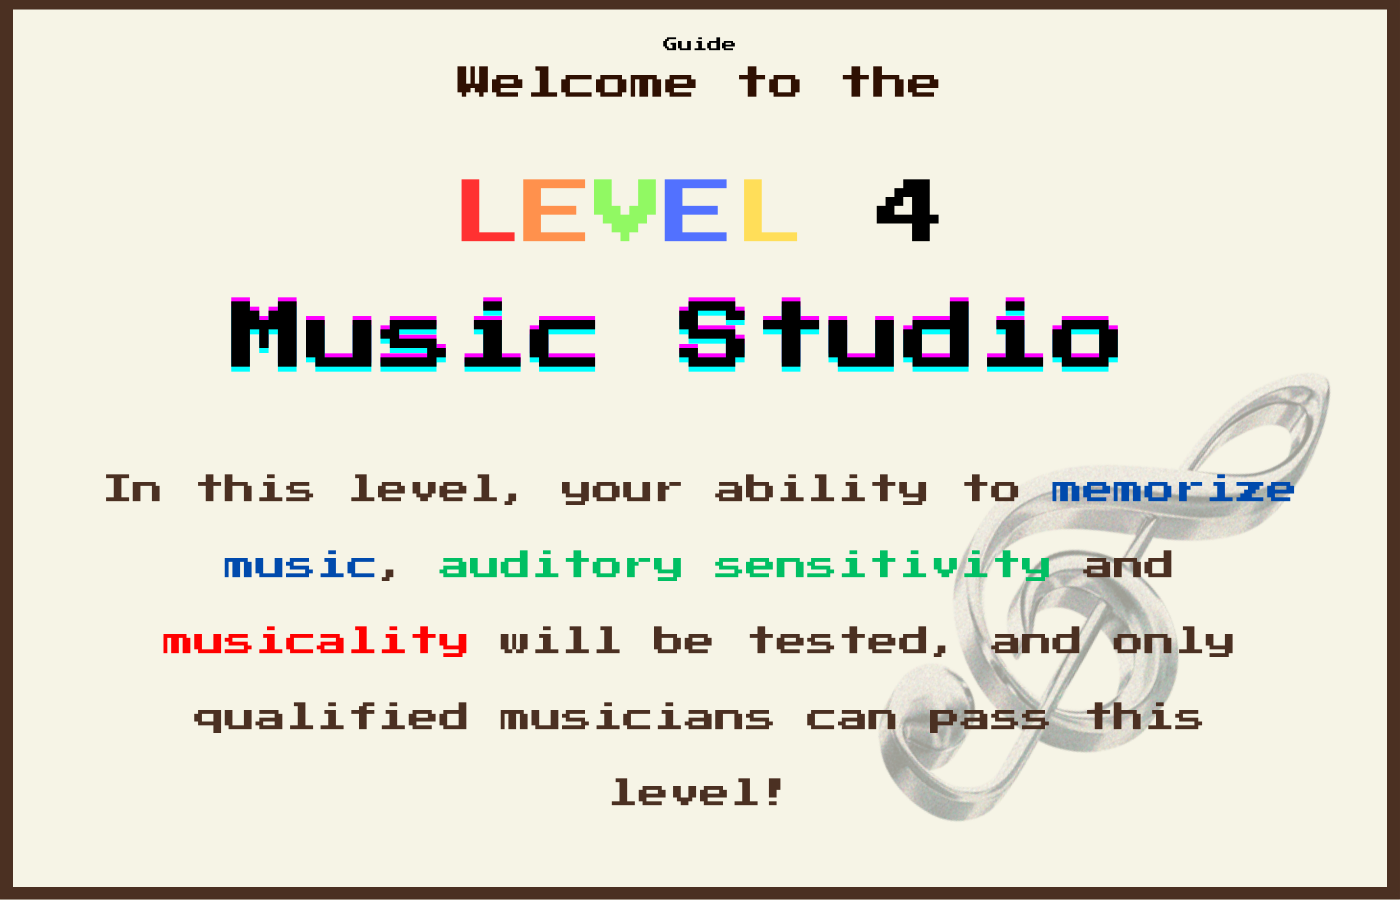 Guide
Welcome to the
LEVEL 4
Music Studio
In this level, your ability to memorize
music, auditory sensitivity and
musicality will be tested, and only
qualified musicians can pass this
level!